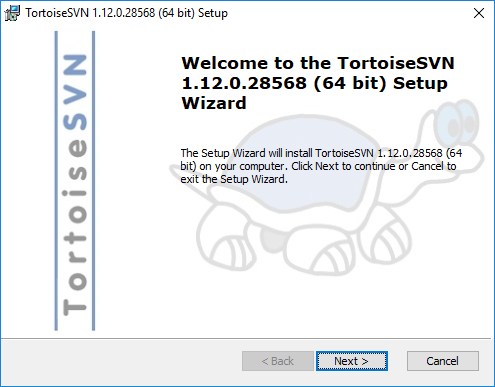 TortoiseSVN 1.12.0.28568 (64 bit) Setup
TortoiseSVN
Welcome to the TortoiseSVN
1.12.0.28568 (64 bit) Setup
Wizard
The Setup Wizard will install TortoiseSVN 1.12.0.28568 (64
bit) on your computer. Click Next to continue or Cancel to
exit the Setup Wizard.
< Back
Next >
Cancel